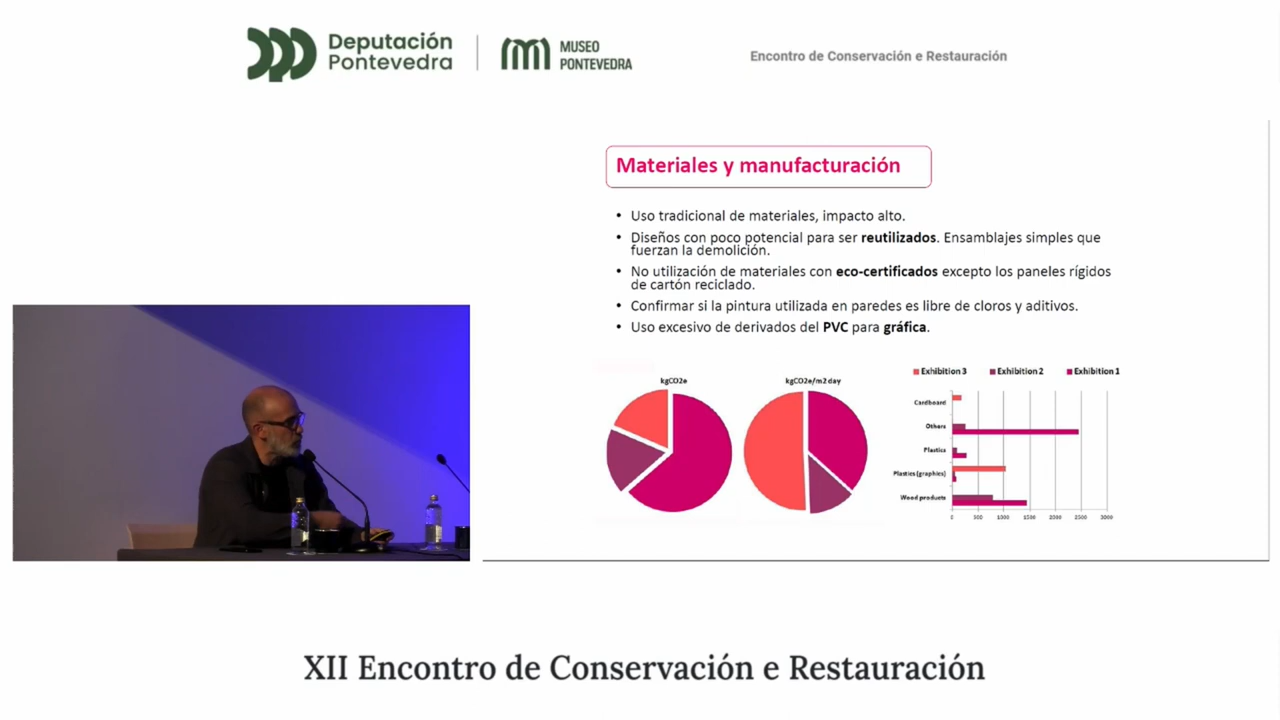 Deputación
Pontevedra
MUSEO
PONTEVEDRA
Encontro de Conservación e Restauración
Materiales y manufacturación
• Uso tradicional de materiales, impacto alto.
• Diseños con poco potencial para ser reutilizados. Ensamblajes simples que
fuerzan la demolición.
• No utilización de materiales con eco-certificados excepto los paneles rígidos
de cartón reciclado.
• Confirmar si la pintura utilizada en paredes es libre de cloros y aditivos.
• Uso excesivo de derivados del PVC para gráfica.
kgCO2e
kgCO2e/m2 day
Exhibition 3 Exhibition 2 Exhibition 1
Cardboard
Others
Plastics
Plastics (graphics)
Wood products
0 500 1000 1500 2000 2500 3000
XII Encontro de Conservación e Restauración